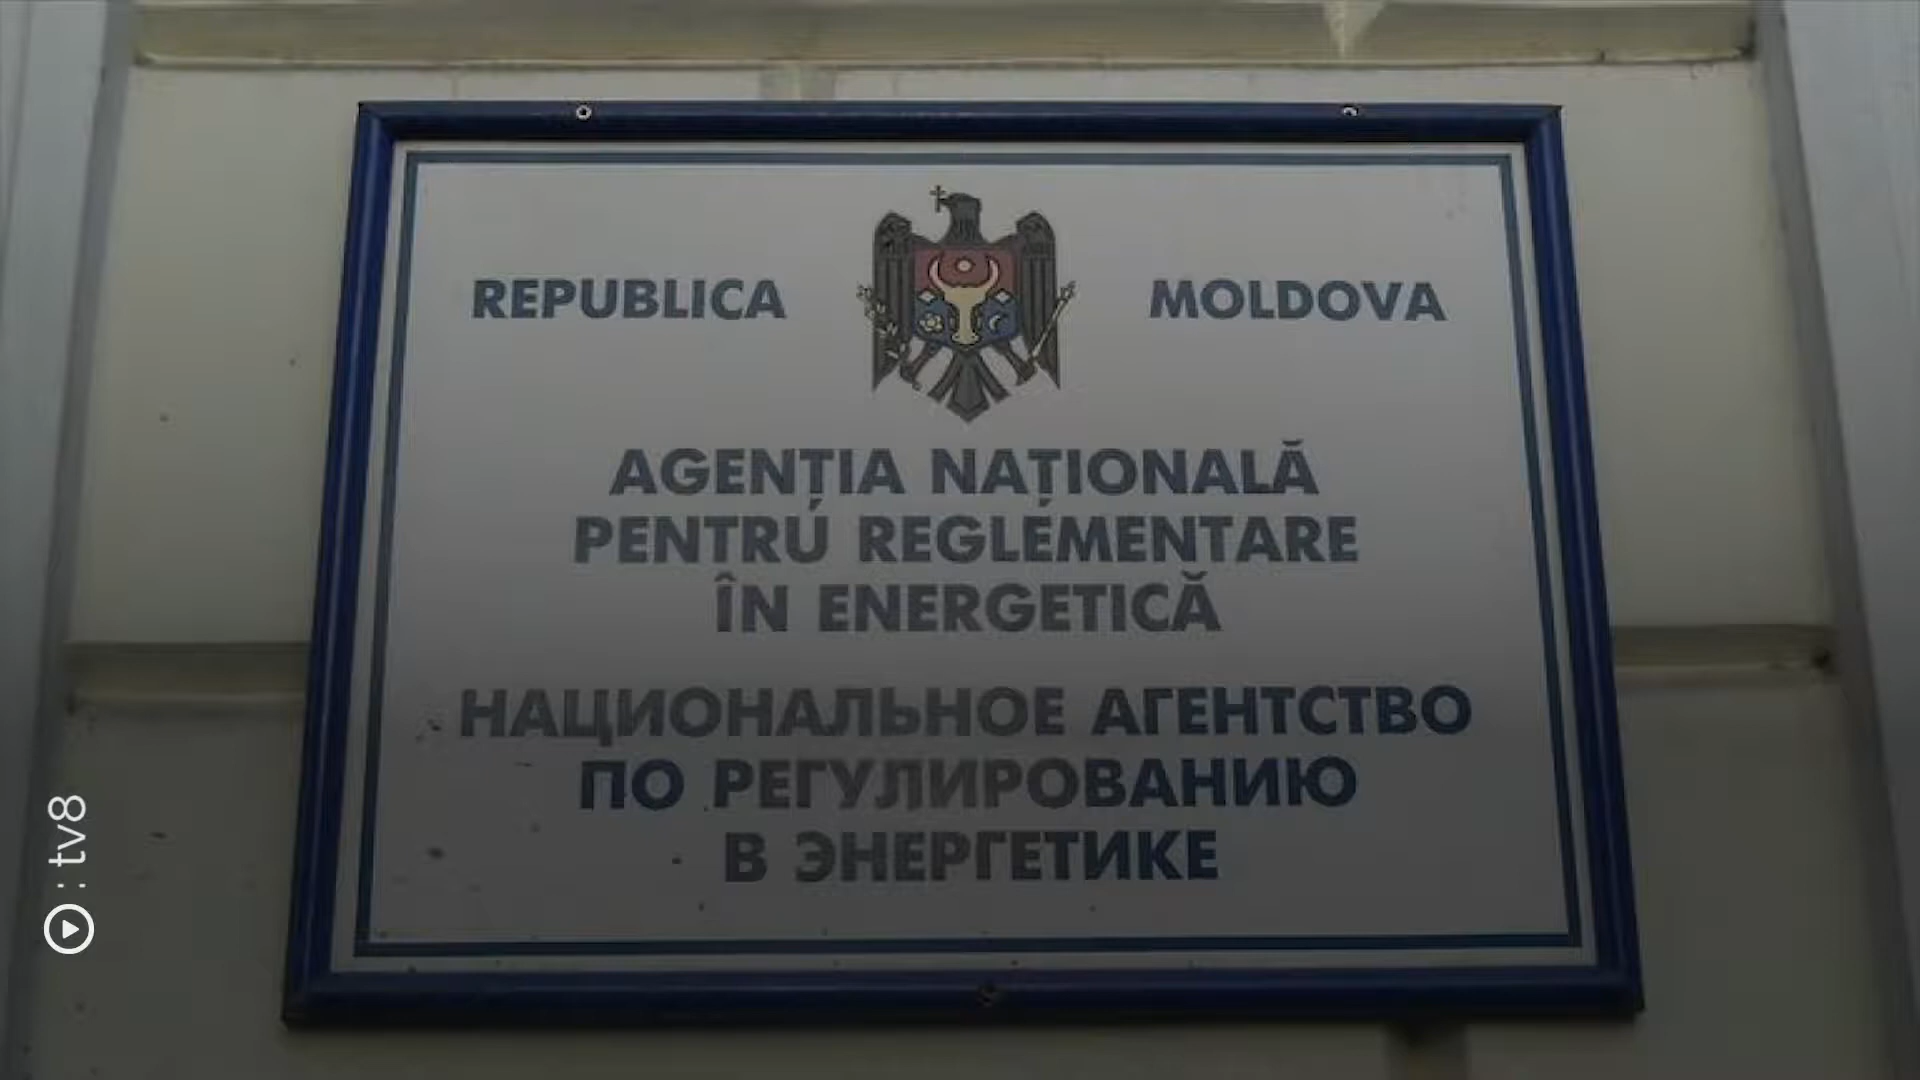 REPUBLICA MOLDOVA
AGENȚIA NAȚIONALĂ
PENTRU REGLEMENTARE
ÎN ENERGETICĂ
НАЦИОНАЛЬНОЕ АГЕНТСТВО
ПО РЕГУЛИРОВАНИЮ
В ЭНЕРГЕТИКЕ
: tv8